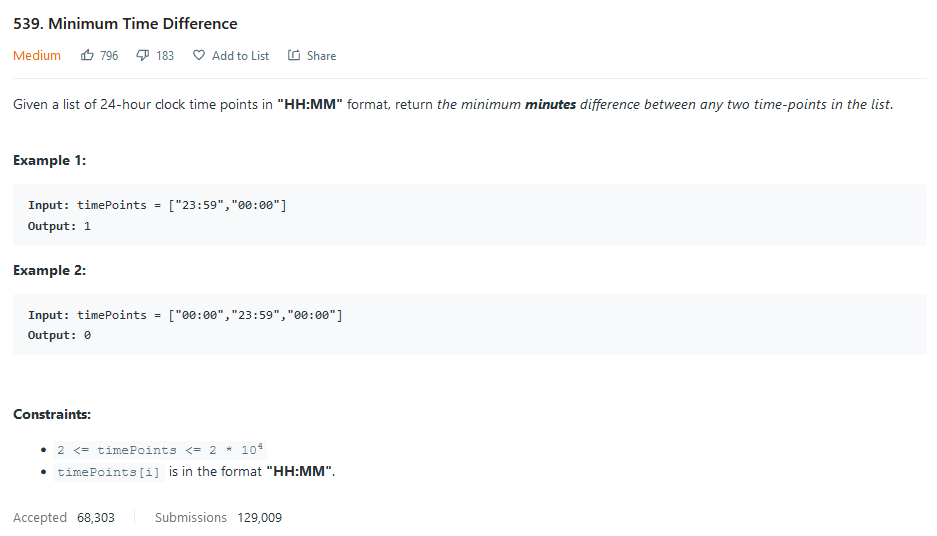 539. Minimum Time Difference
Medium 796 183 Add to List Share
Given a list of 24-hour clock time points in "HH:MM" format, return the minimum minutes difference between any two time-points in the list.
Example 1:
Input: timePoints = ["23:59","00:00"]
Output: 1
Example 2:
Input: timePoints = ["00:00","23:59","00:00"]
Output: 0
Constraints:
• 2 <= timePoints <= 2 * 10⁴
• timePoints[i] is in the format "HH:MM".
Accepted 68,303 Submissions 129,009